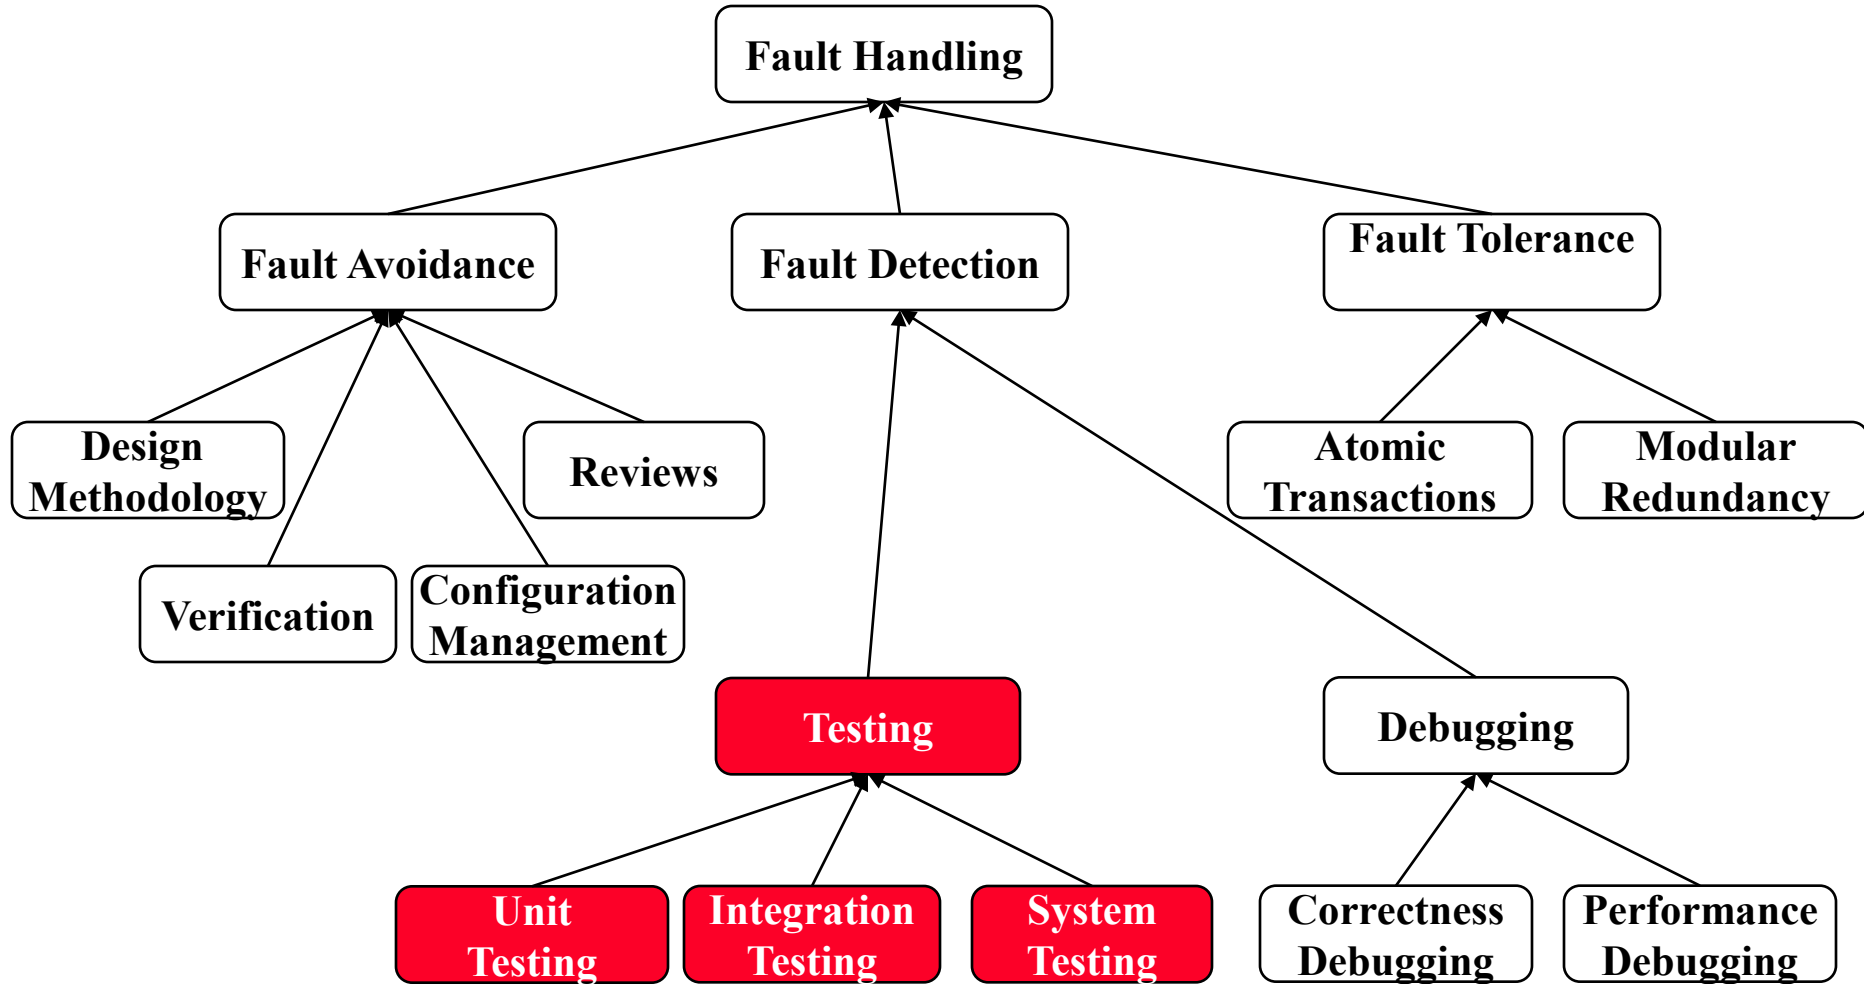 Fault Handling
Fault Avoidance
Fault Detection
Fault Tolerance
Design
Methodology
Reviews
Atomic
Transactions
Modular
Redundancy
Verification
Configuration
Management
Testing
Debugging
Unit
Testing
Integration
Testing
System
Testing
Correctness
Debugging
Performance
Debugging